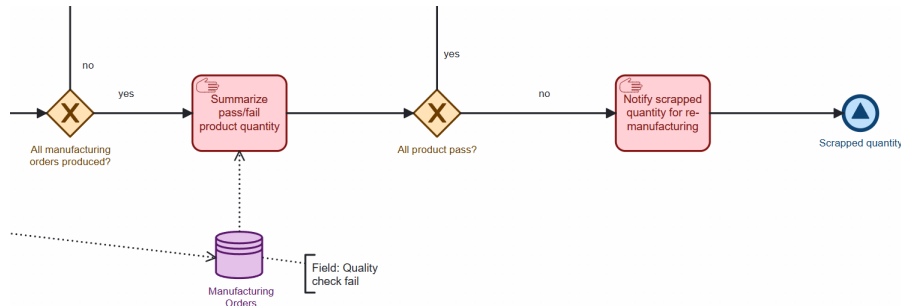 no
yes
yes
no
Summarize
pass/fail
product quantity
Notify scrapped
quantity for re-
manufacturing
All manufacturing
orders produced?
All product pass?
Scrapped quantity
Field: Quality
check fail
Manufacturing
Orders